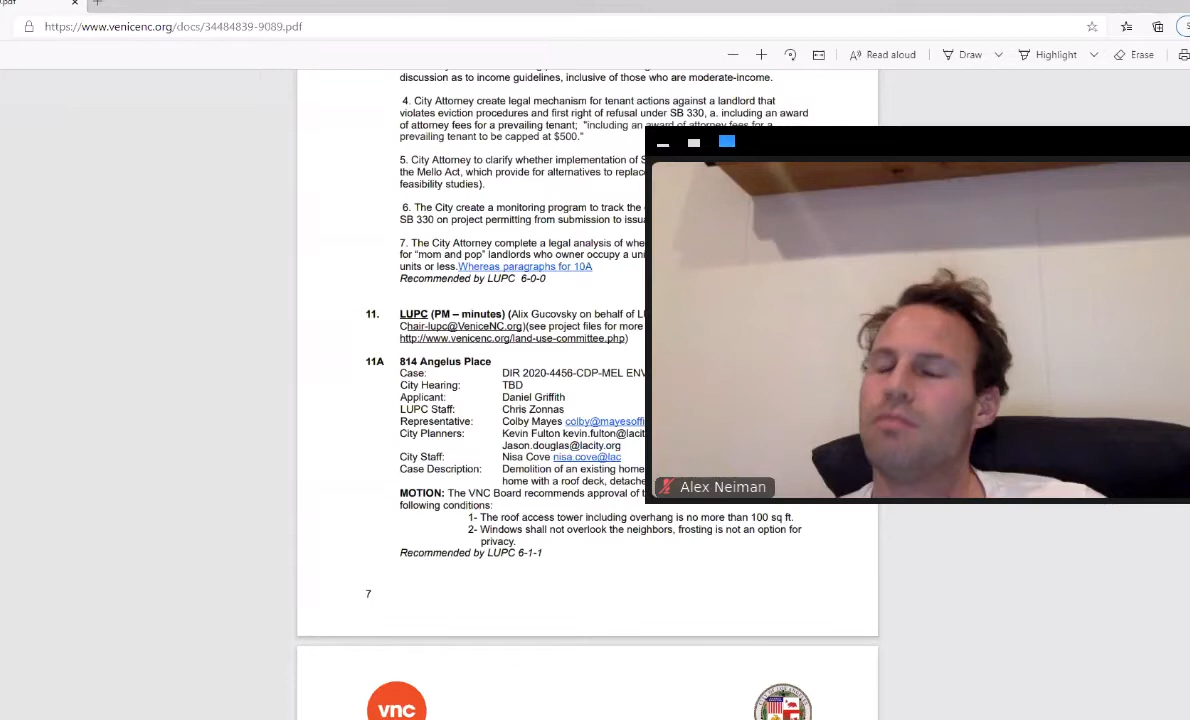 .pdf
https://www.venicenc.org/docs/34484839-9089.pdf
Read aloud
Draw
Highlight
Erase
discussion as to income guidelines, inclusive of those who are moderate-income.
4. City Attorney create legal mechanism for tenant actions against a landlord that
violates eviction procedures and first right of refusal under SB 330, a. including an award
of attorney fees for a prevailing tenant; "including an award of attorney fees for a
prevailing tenant to be capped at $500."
5. City Attorney to clarify whether implementation of S
the Mello Act, which provide for alternatives to replac
feasibility studies).
6. The City create a monitoring program to track the
SB 330 on project permitting from submission to issu
7. The City Attorney complete a legal analysis of whe
for "mom and pop" landlords who owner occupy a un
units or less.Whereas paragraphs for 10A
Recommended by LUPC 6-0-0
11. LUPC (PM – minutes) (Alix Gucovsky on behalf of L
Chair-lupc@VeniceNC.org)(see project files for more
http://www.venicenc.org/land-use-committee.php)
11A 814 Angelus Place
Case: DIR 2020-4456-CDP-MEL ENV
City Hearing: TBD
Applicant: Daniel Griffith
LUPC Staff: Chris Zonnas
Representative: Colby Mayes colby@mayesoffi
City Planners: Kevin Fulton kevin.fulton@lacit
Jason.douglas@lacity.org
City Staff: Nisa Cove nisa.cove@lac
Case Description: Demolition of an existing home
home with a roof deck, detache
MOTION: The VNC Board recommends approval of t
following conditions:
1- The roof access tower including overhang is no more than 100 sq ft.
2- Windows shall not overlook the neighbors, frosting is not an option for
privacy.
Recommended by LUPC 6-1-1
7
vnc
Alex Neiman